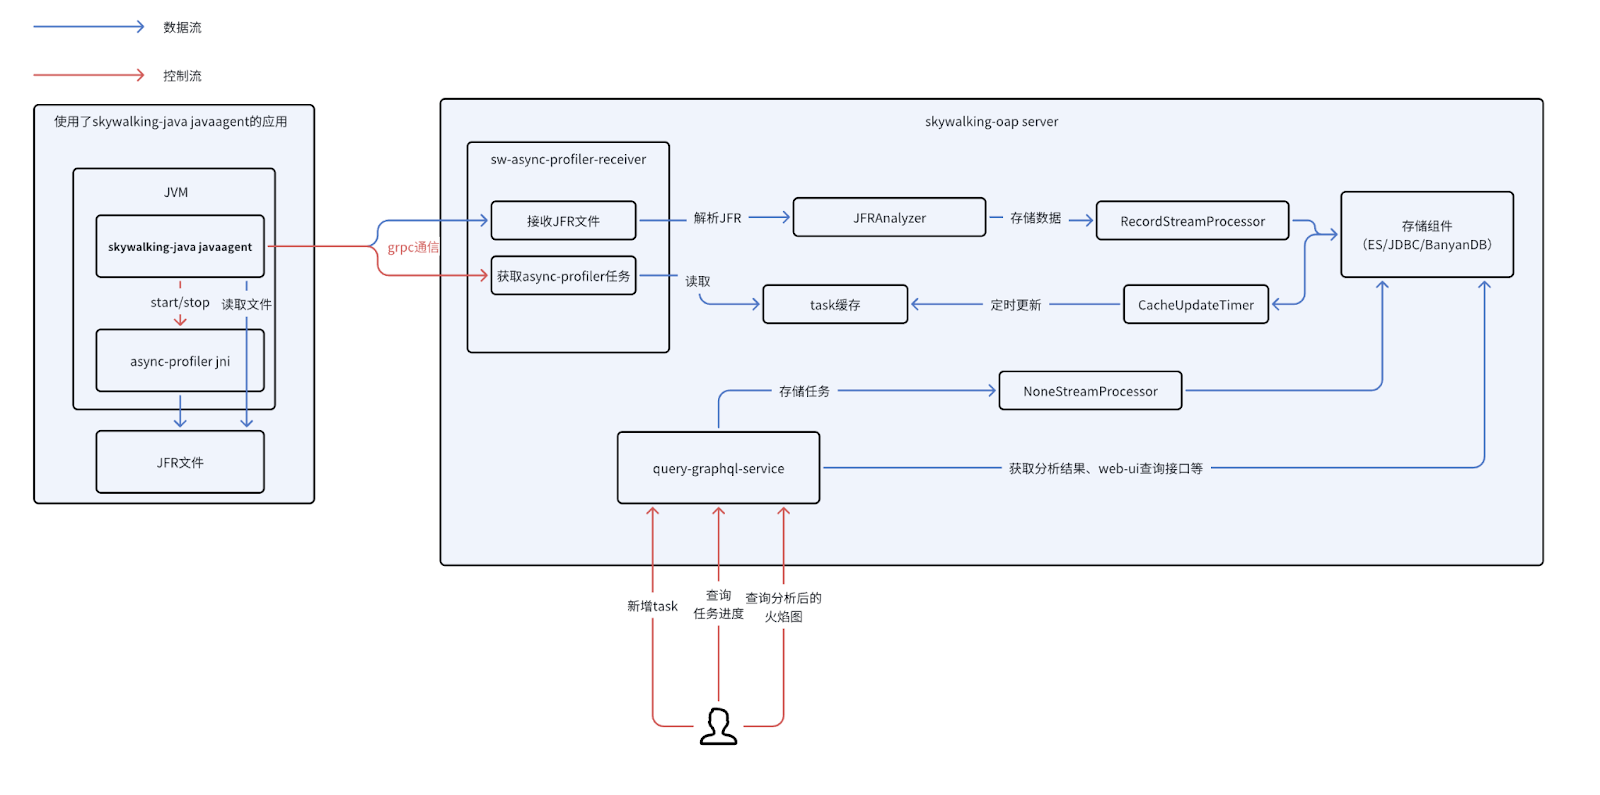 数据流
控制流
使用了skywalking-java javaagent的应用
JVM
skywalking-java javaagent
start/stop
读取文件
async-profiler jni
JFR文件
grpc通信
skywalking-oap server
sw-async-profiler-receiver
接收JFR文件
解析JFR
JFRAnalyzer
存储数据
RecordStreamProcessor
存储组件
（ES/JDBC/BanyanDB）
获取async-profiler任务
读取
task缓存
定时更新
CacheUpdateTimer
存储任务
NoneStreamProcessor
query-graphql-service
获取分析结果、web-ui查询接口等
新增task
查询
任务进度
查询分析后的
火焰图